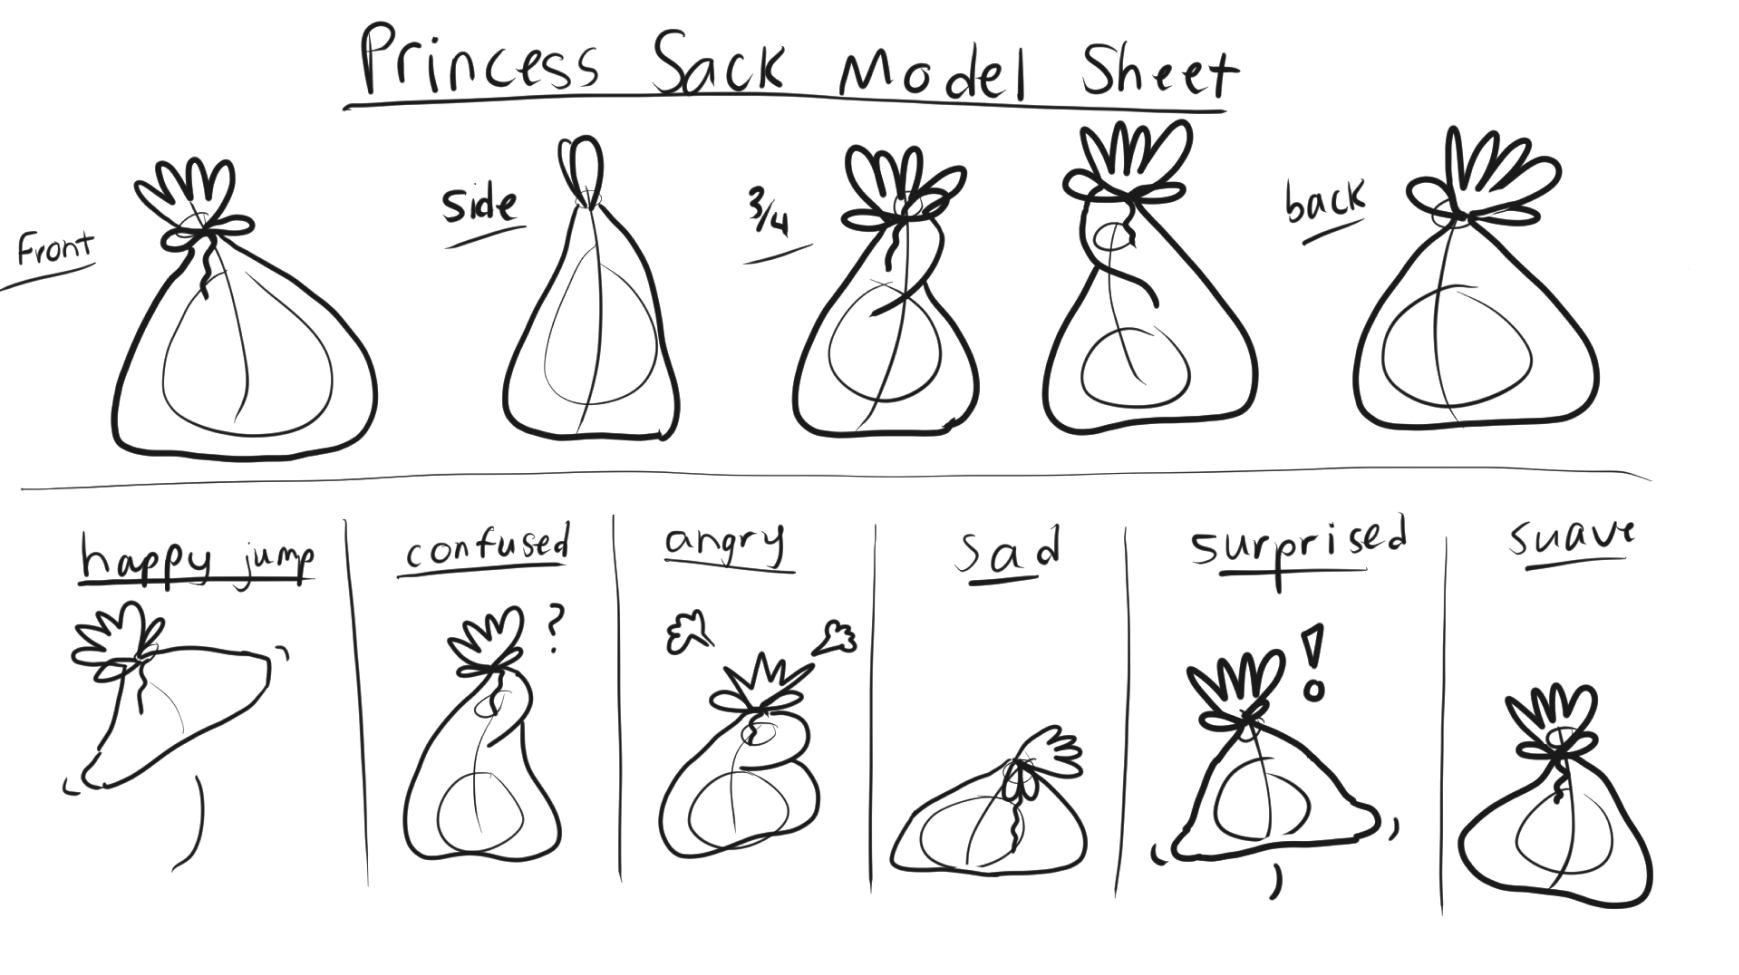 Princess Sack Model Sheet
Front
side
3/4
back
happy jump
confused
angry
sad
surprised
suave
?
!